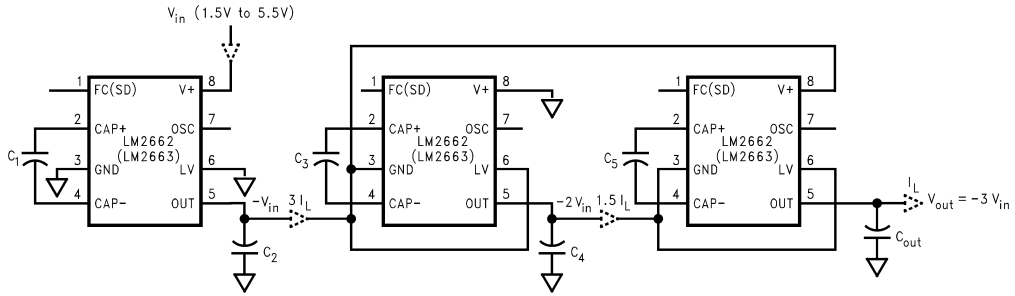 V_in (1.5V to 5.5V)
1 FC(SD) V+ 8
2 CAP+ OSC 7
LM2662
(LM2663)
3 GND LV 6
4 CAP- OUT 5
C_1
-V_in 3 I_L
C_2
1 FC(SD) V+ 8
2 CAP+ OSC 7
LM2662
(LM2663)
3 GND LV 6
4 CAP- OUT 5
C_3
-2 V_in 1.5 I_L
C_4
1 FC(SD) V+ 8
2 CAP+ OSC 7
LM2662
(LM2663)
3 GND LV 6
4 CAP- OUT 5
C_5
I_L
V_out = -3 V_in
C_out